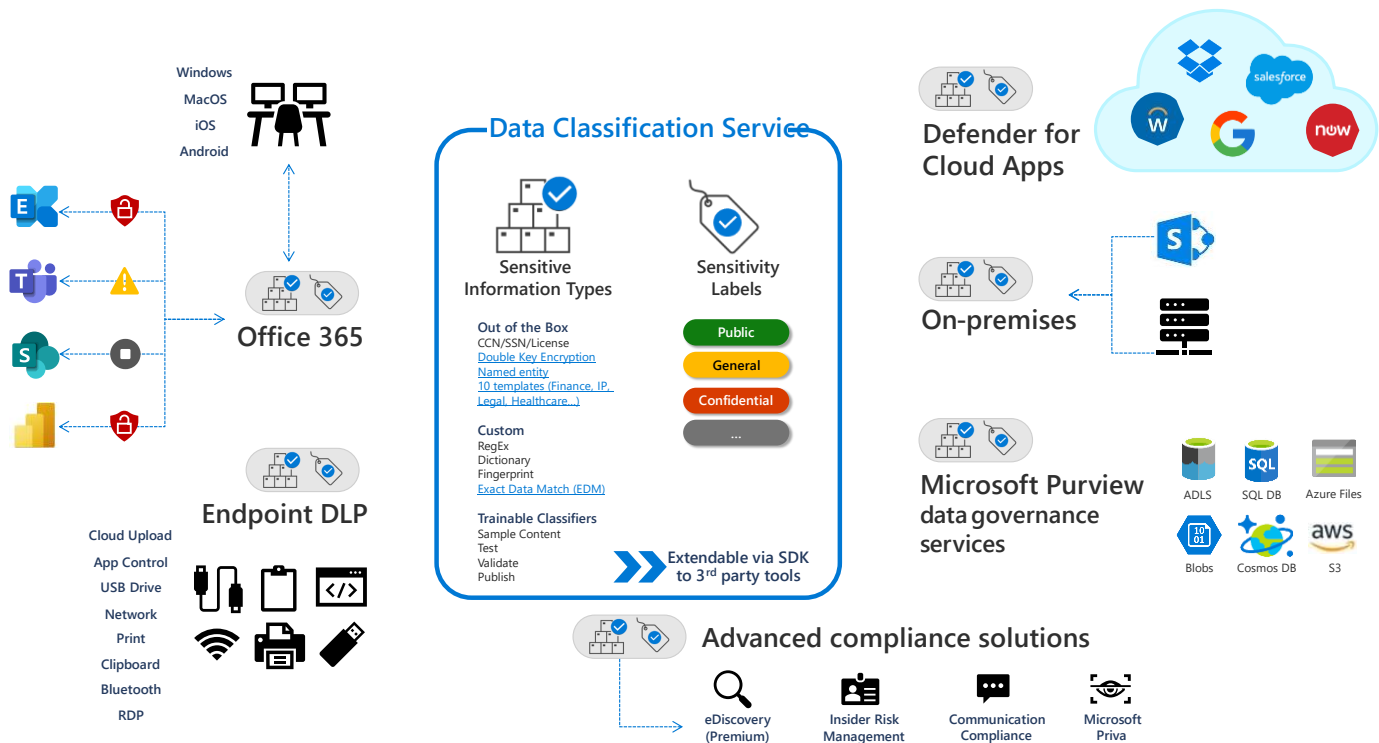 Windows
MacOS
iOS
Android
E
T
S
Office 365
Endpoint DLP
Cloud Upload
App Control
USB Drive
Network
Print
Clipboard
Bluetooth
RDP
</>
Data Classification Service
Sensitive
Information Types
Out of the Box
CCN/SSN/License
Double Key Encryption
Named entity
10 templates (Finance, IP,
Legal, Healthcare...)
Custom
RegEx
Dictionary
Fingerprint
Exact Data Match (EDM)
Trainable Classifiers
Sample Content
Test
Validate
Publish
Sensitivity
Labels
Public
General
Confidential
...
Extendable via SDK
to 3rd party tools
Defender for
Cloud Apps
salesforce
W
G
now
On-premises
S
Microsoft Purview
data governance
services
ADLS
SQL
SQL DB
Azure Files
10
01
Blobs
Cosmos DB
aws
S3
Advanced compliance solutions
eDiscovery
(Premium)
Insider Risk
Management
Communication
Compliance
Microsoft
Priva